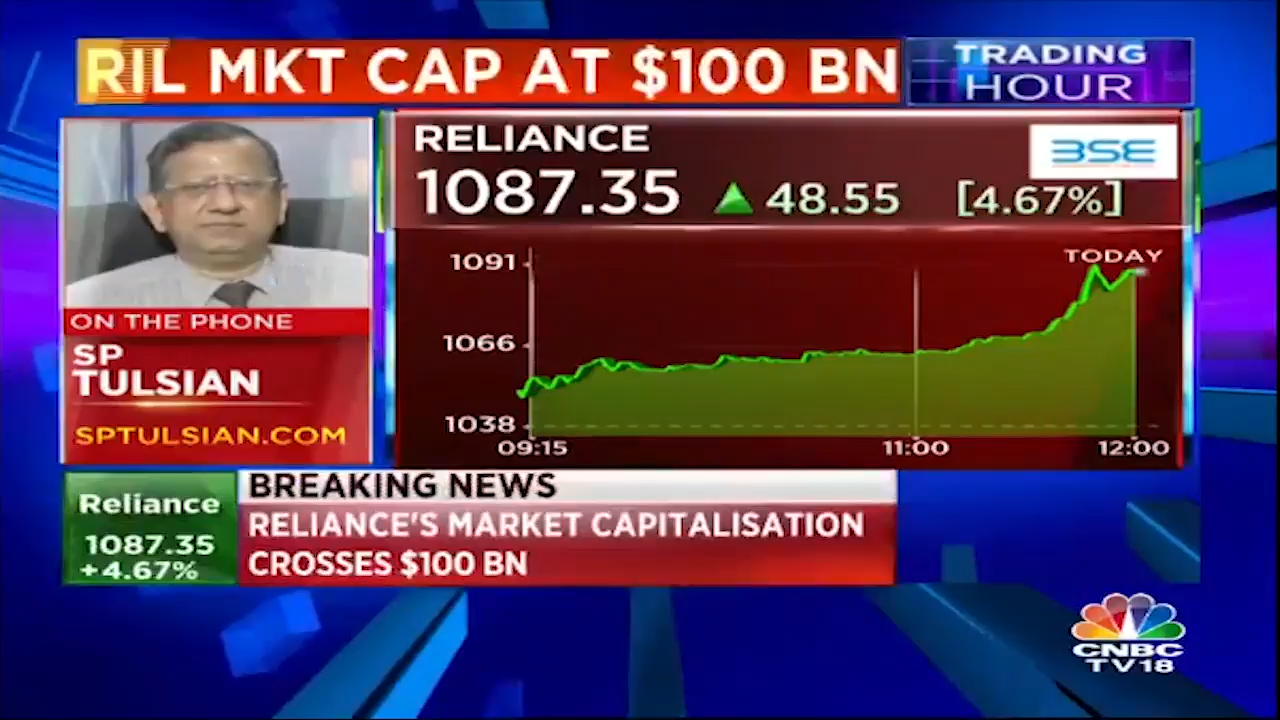 RIL MKT CAP AT $100 BN
TRADING
HOUR
RELIANCE
BSE
1087.35 ▲ 48.55 [4.67%]
TODAY
1091
1066
1038
09:15 11:00 12:00
ON THE PHONE
SP
TULSIAN
SPTULSIAN.COM
Reliance
1087.35
+4.67%
BREAKING NEWS
RELIANCE'S MARKET CAPITALISATION
CROSSES $100 BN
CNBC
TV18